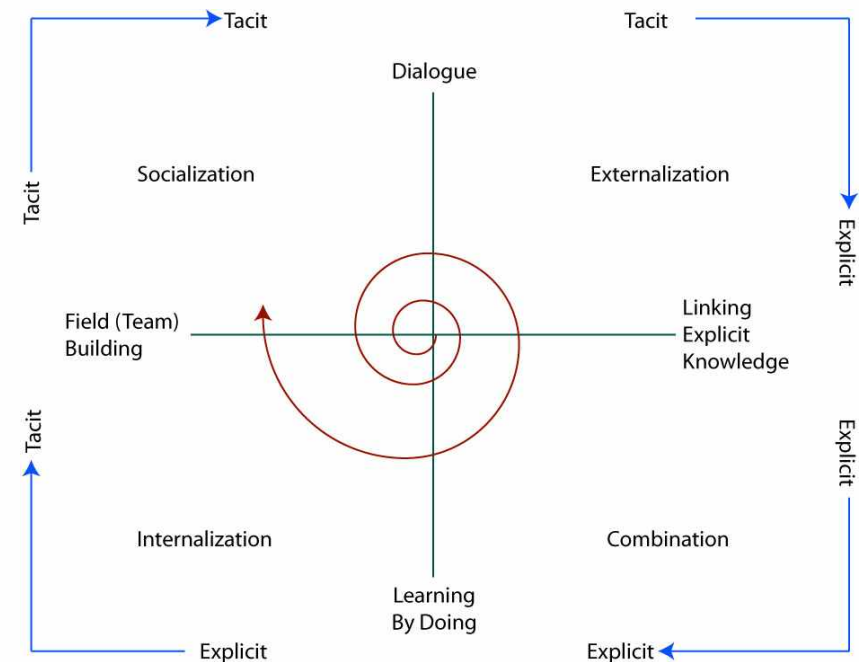 Tacit
Tacit
Dialogue
Socialization
Externalization
Tacit
Explicit
Field (Team)
Building
Linking
Explicit
Knowledge
Tacit
Explicit
Internalization
Combination
Learning
By Doing
Explicit
Explicit